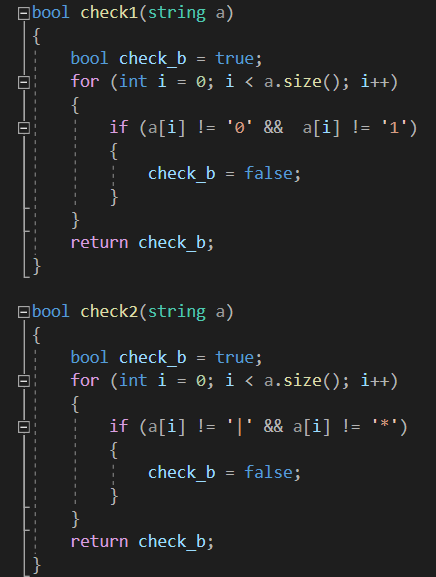 bool check1(string a)
{
    bool check_b = true;
    for (int i = 0; i < a.size(); i++)
    {
        if (a[i] != '0' &&  a[i] != '1')
        {
            check_b = false;
        }
    }
    return check_b;
}

bool check2(string a)
{
    bool check_b = true;
    for (int i = 0; i < a.size(); i++)
    {
        if (a[i] != '|' && a[i] != '*')
        {
            check_b = false;
        }
    }
    return check_b;
}